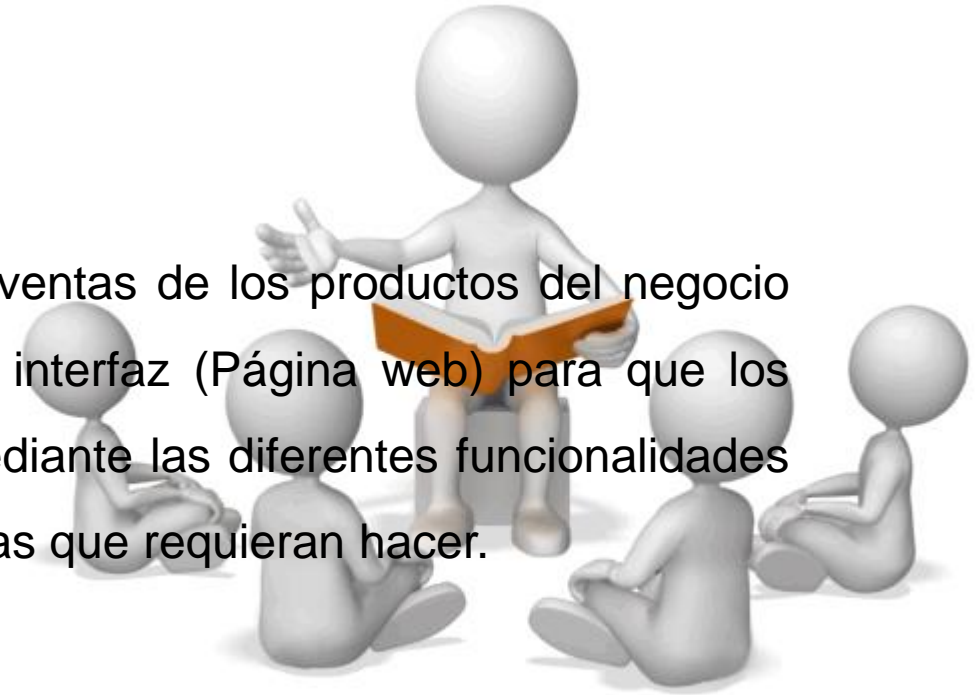 ventas de los productos del negocio
interfaz (Página web) para que los
ediante las diferentes funcionalidades
as que requieran hacer.